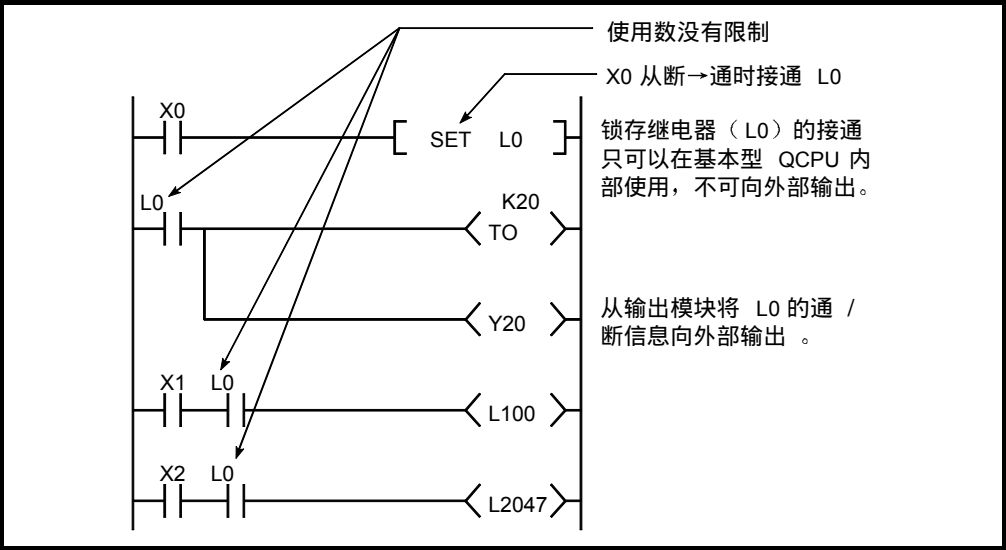 使用数没有限制
X0 从断→通时接通 L0
X0
SET L0
锁存继电器（L0）的接通
只可以在基本型 QCPU 内
部使用，不可向外部输出。
L0
K20
TO
Y20
从输出模块将 L0 的通 /
断信息向外部输出 。
X1 L0
L100
X2 L0
L2047